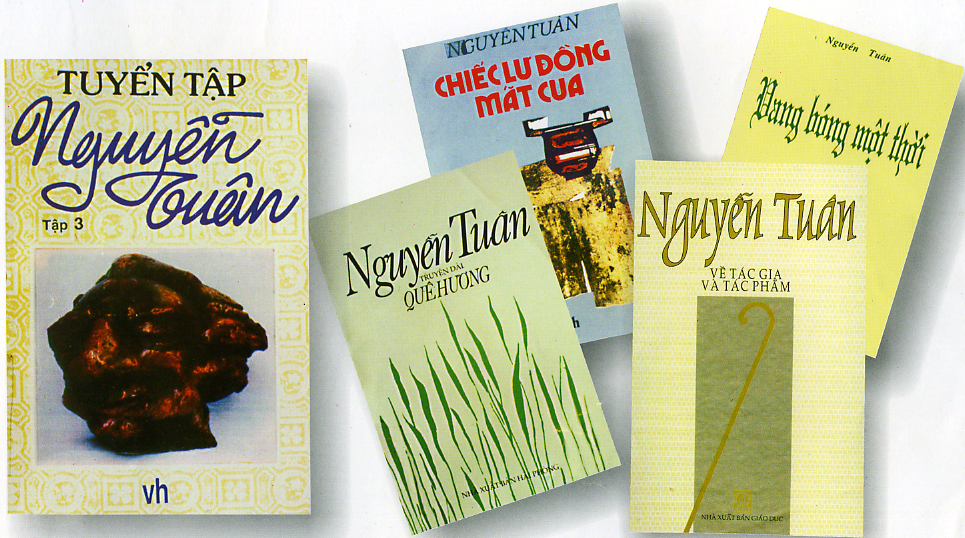 TUYỂN TẬP
Nguyễn
Tuân
Tập 3
vh
NGUYỄN TUÂN
CHIẾC LƯ ĐỒNG
MẮT CUA
h
Nguyễn Tuân
TRUYỆN DÀI
QUÊ HƯƠNG
NHÀ XUẤT BẢN HẢI PHÒNG
Nguyễn Tuân
Vang bóng một thời
Nguyễn Tuân
VỀ TÁC GIA
VÀ TÁC PHẨM
NHÀ XUẤT BẢN GIÁO DỤC